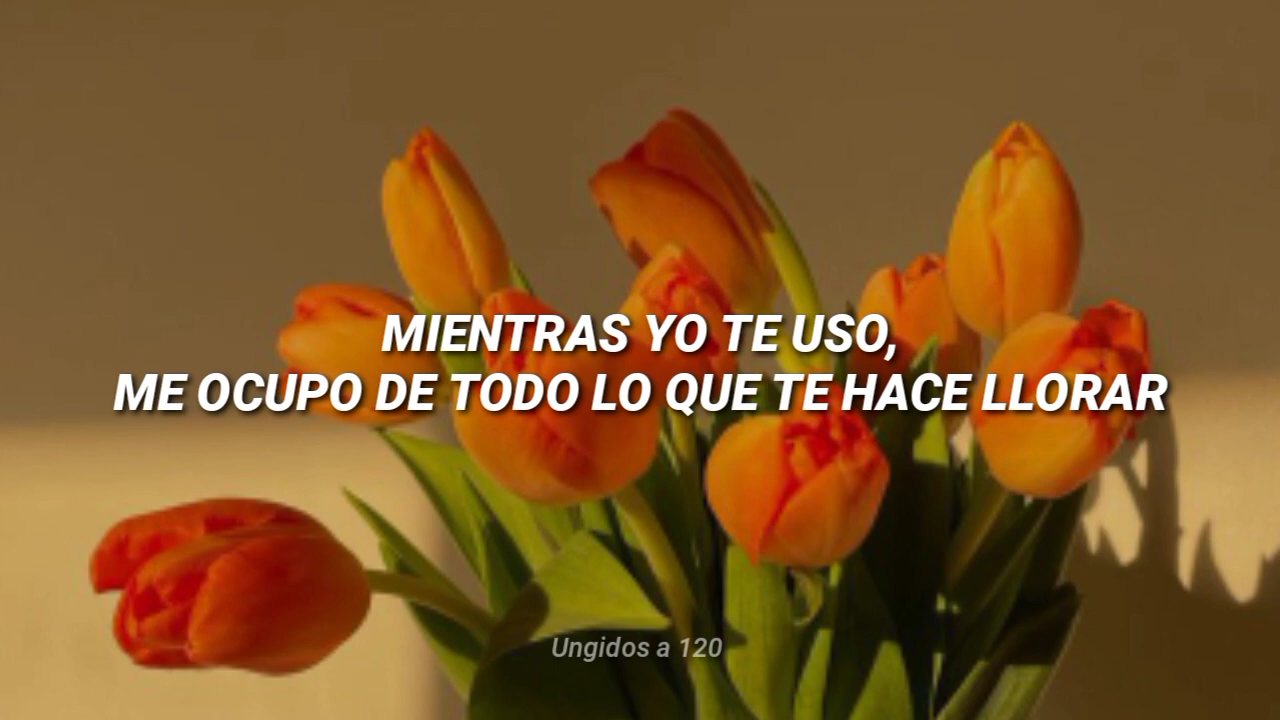 MIENTRAS YO TE USO,
ME OCUPO DE TODO LO QUE TE HACE LLORAR
Ungidos a 120